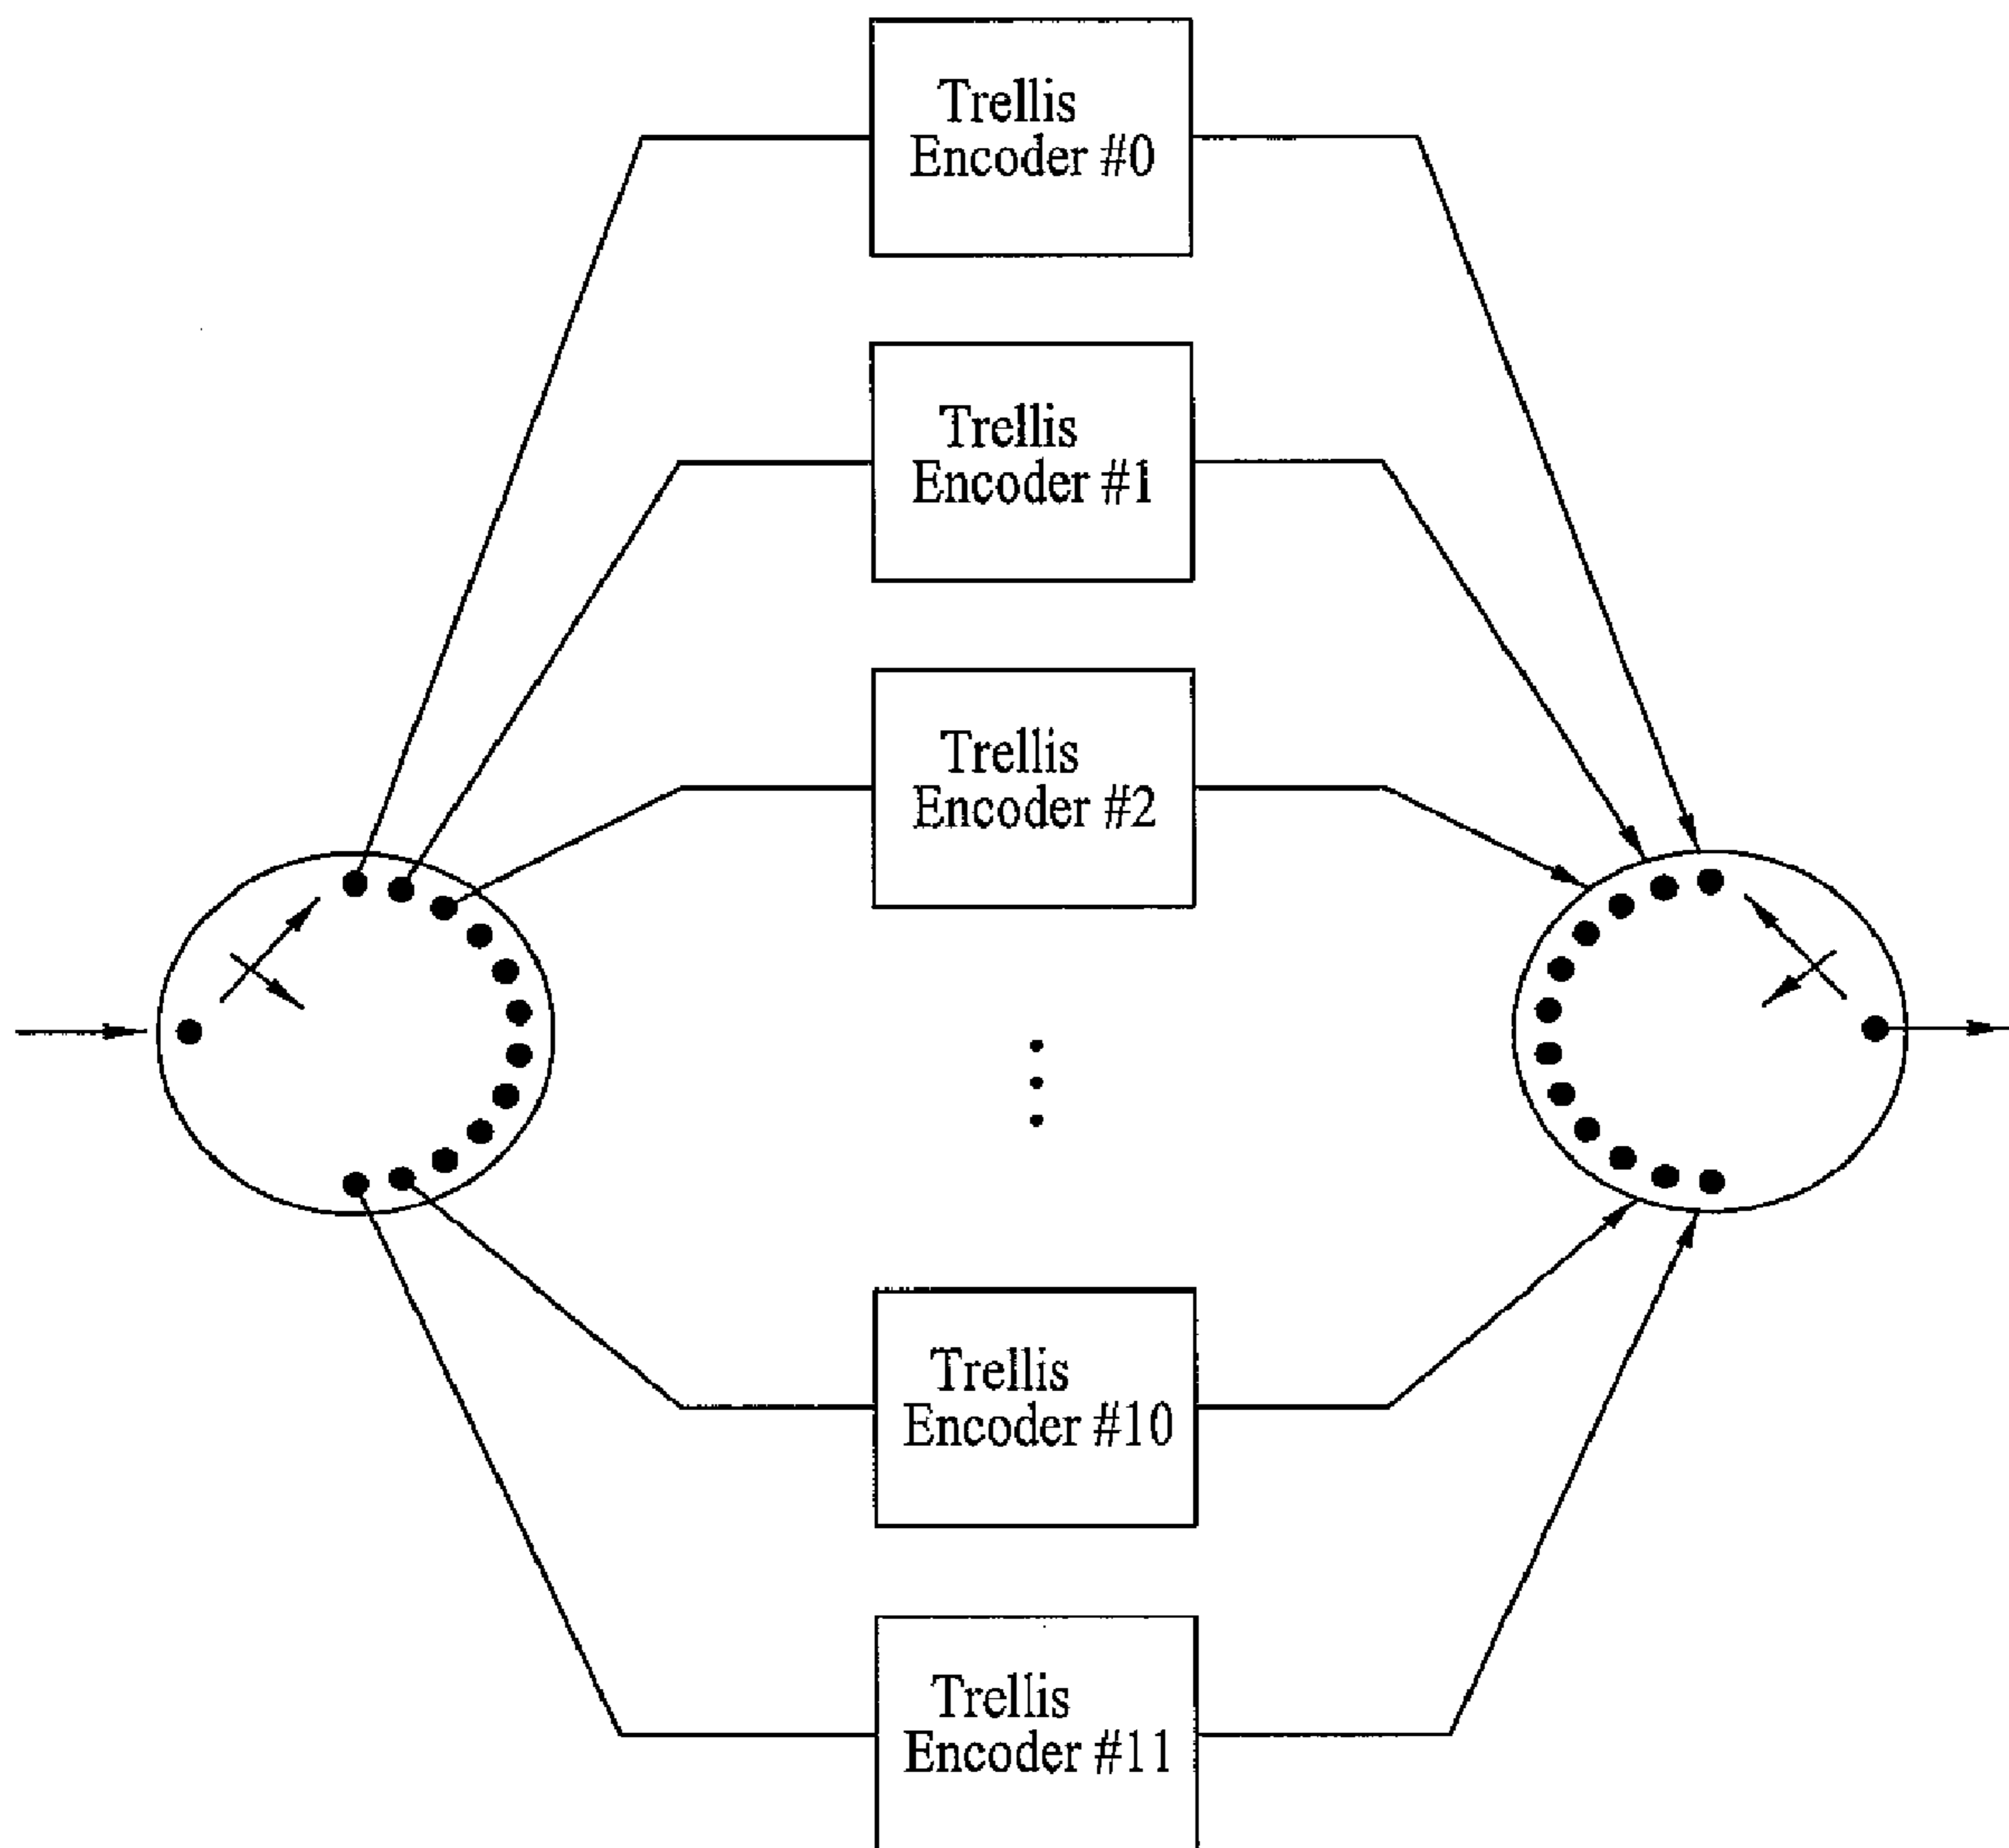 Trellis
Encoder #0
Trellis
Encoder #1
Trellis
Encoder #2
Trellis
Encoder #10
Trellis
Encoder #11